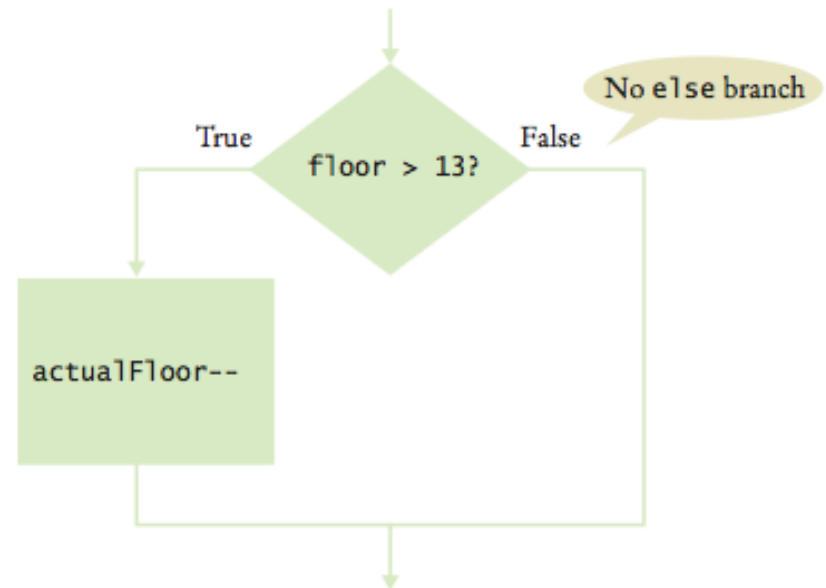 No else branch
True
False
floor > 13?
actualFloor--